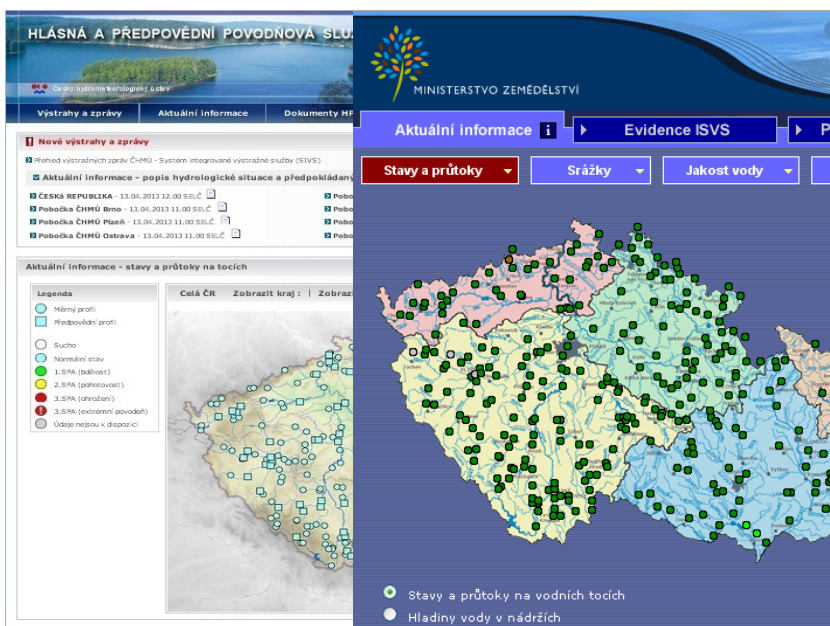 HLÁSNÁ A PŘEDPOVĚDNÍ POVODŇOVÁ SLU
Český hydrometeorologický ústav
Výstrahy a zprávy
Aktuální informace
Dokumenty HP
Nové výstrahy a zprávy
Přehled výstražných zpráv ČHMÚ - Systém integrované výstražné služby (SIVS)
Aktuální informace - popis hydrologické situace a předpokládaný
ČESKÁ REPUBLIKA - 13.04.2013 12.00 SELČ
Pobo
Pobočka ČHMÚ Brno - 13.04.2013 11.00 SELČ
Pobo
Pobočka ČHMÚ Plzeň - 13.04.2013 11.00 SELČ
Pobo
Pobočka ČHMÚ Ostrava - 13.04.2013 11.00 SELČ
Pobo
Aktuální informace - stavy a průtoky na tocích
Legenda
Měrný profil
Předpovědní profil
Sucho
Normální stav
1.SPA (bdělost)
2.SPA (pohotovost)
3.SPA (ohrožení)
3.SPA (extrémní povodeň)
Údaje nejsou k dispozici
Celá ČR
Zobrazit kraj :
|
Zobraz
MINISTERSTVO ZEMĚDĚLSTVÍ
Aktuální informace i
Evidence ISVS
P
Stavy a průtoky
Srážky
Jakost vody
Stavy a průtoky na vodních tocích
Hladiny vody v nádržích